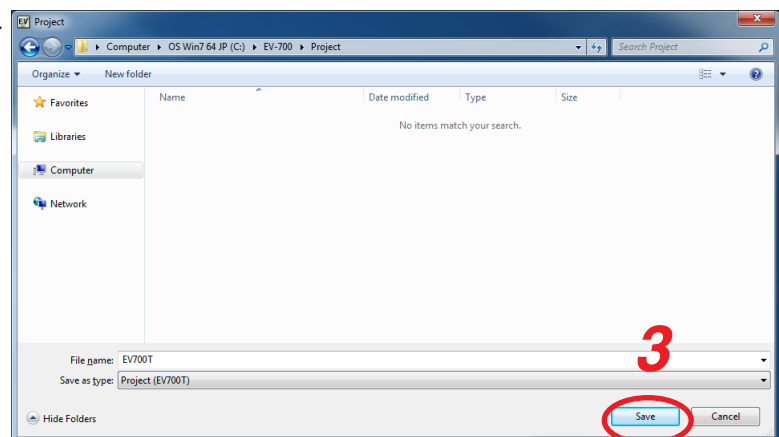 EV Project
Computer ▸ OS Win7 64 JP (C:) ▸ EV-700 ▸ Project
Search Project
Organize
New folder
Name
Date modified
Type
Size
No items match your search.
Favorites
Libraries
Computer
Network
File name: EV700T
Save as type: Project (EV700T)
3
Hide Folders
Save
Cancel